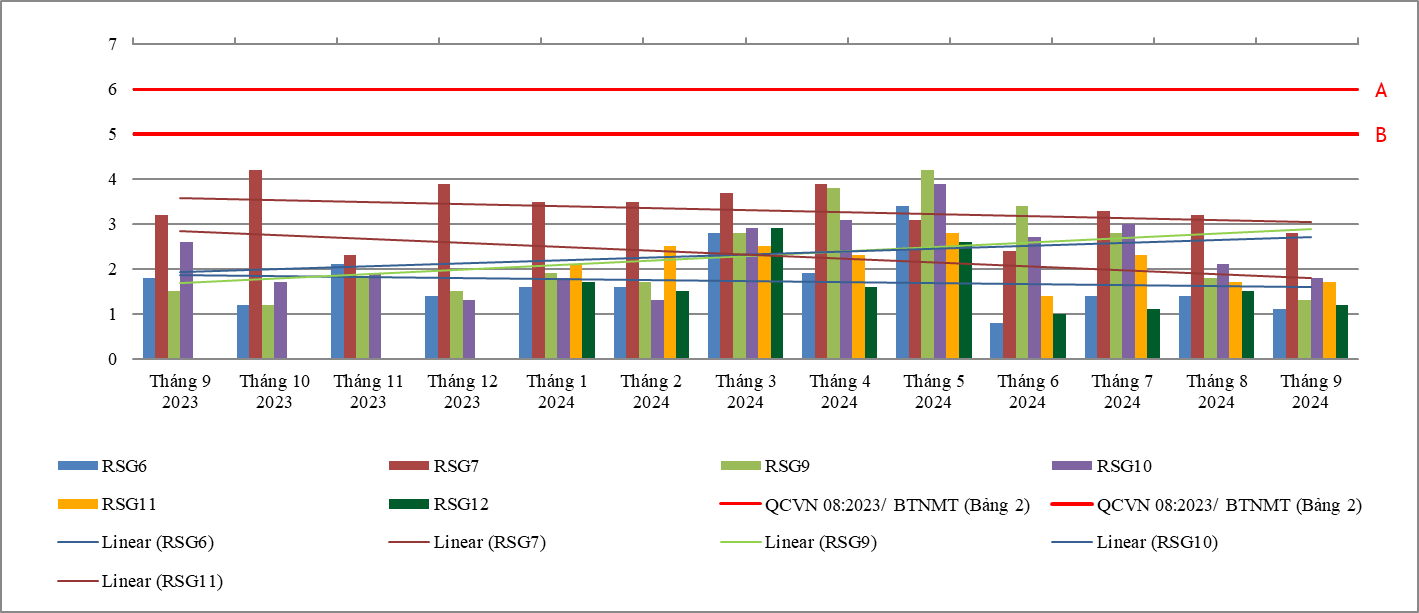 7
6
A
5
B
4
3
2
1
0
Tháng 9 2023
Tháng 10 2023
Tháng 11 2023
Tháng 12 2023
Tháng 1 2024
Tháng 2 2024
Tháng 3 2024
Tháng 4 2024
Tháng 5 2024
Tháng 6 2024
Tháng 7 2024
Tháng 8 2024
Tháng 9 2024
RSG6
RSG7
RSG9
RSG10
RSG11
RSG12
QCVN 08:2023/ BTNMT (Bảng 2)
QCVN 08:2023/ BTNMT (Bảng 2)
Linear (RSG6)
Linear (RSG7)
Linear (RSG9)
Linear (RSG10)
Linear (RSG11)